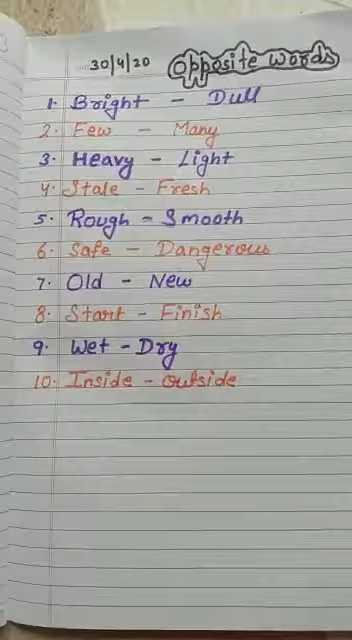 30/4/20 Opposite words
1. Bright - Dull
2. Few - Many
3. Heavy - Light
4. Stale - Fresh
5. Rough - Smooth
6. Safe - Dangerous
7. Old - New
8. Start - Finish
9. Wet - Dry
10. Inside - outside